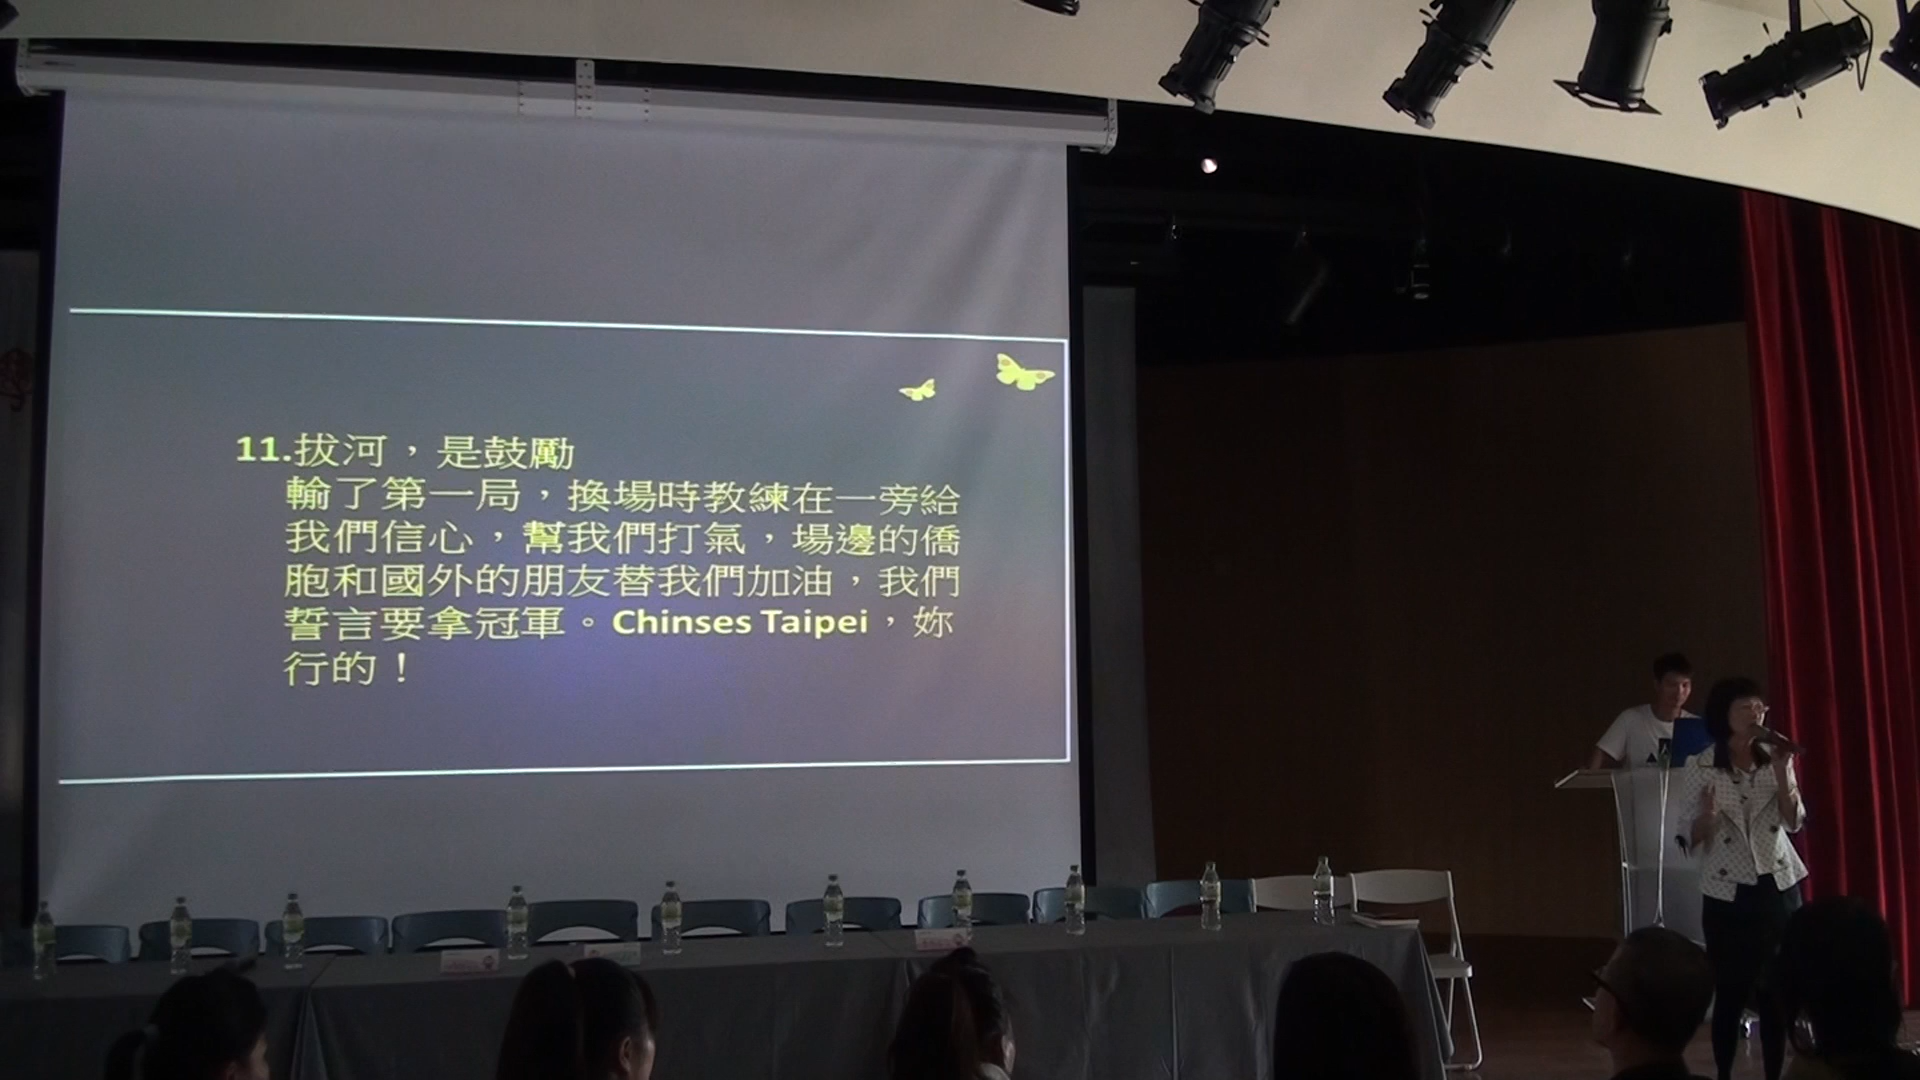 11.拔河，是鼓勵
輸了第一局，換場時教練在一旁給
我們信心，幫我們打氣，場邊的僑
胞和國外的朋友替我們加油，我們
誓言要拿冠軍。Chinses Taipei，妳
行的！